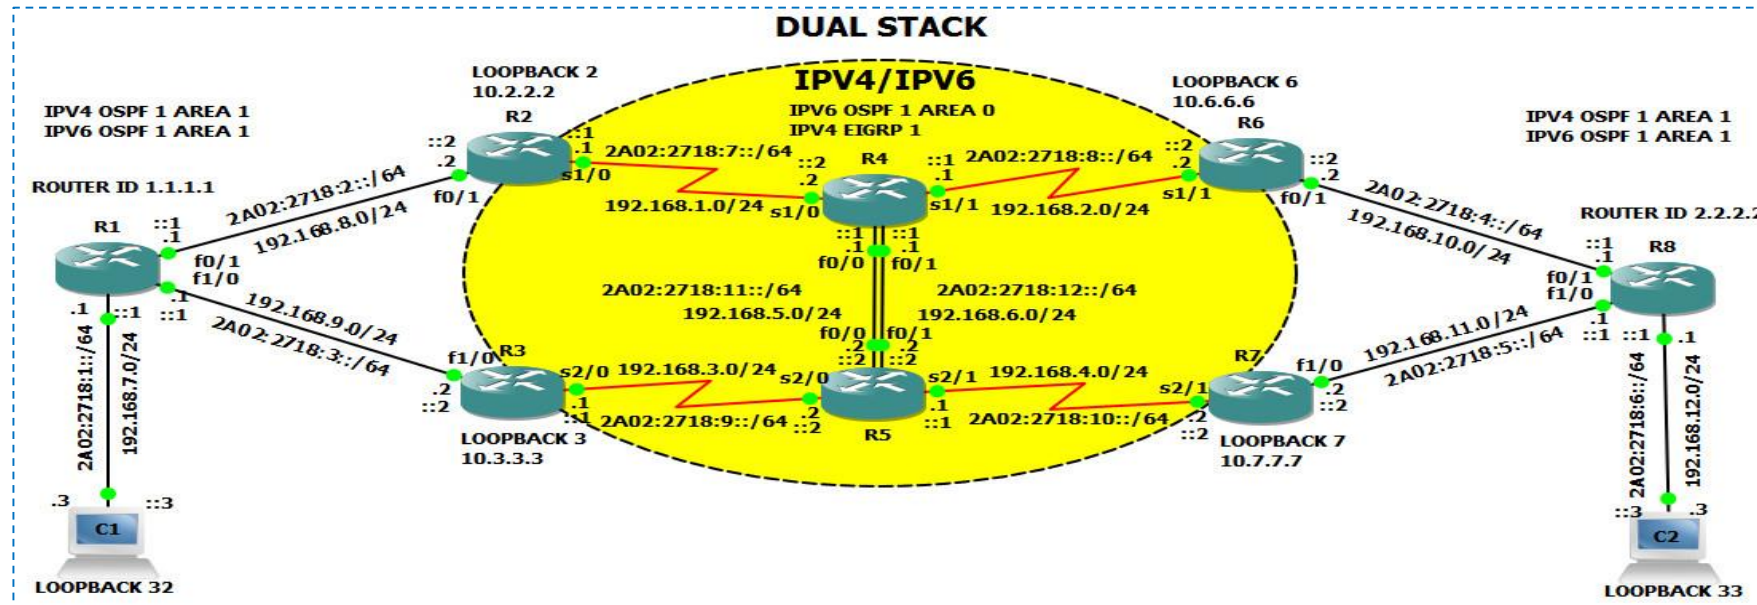 DUAL STACK
IPV4/IPV6
IPV6 OSPF 1 AREA 0
IPV4 EIGRP 1
IPV4 OSPF 1 AREA 1
IPV6 OSPF 1 AREA 1
ROUTER ID 1.1.1.1
R1
::1
.1
f0/1
f1/0
.1
::1
.1
::1
2A02:2718:2::/64
192.168.8.0/24
192.168.9.0/24
2A02:2718:3::/64
2A02:2718:1::/64
192.168.7.0/24
.3
::3
C1
LOOPBACK 32
LOOPBACK 2
10.2.2.2
R2
::2
.2
f0/1
::1
.1
s1/0
2A02:2718:7::/64
192.168.1.0/24
::2
.2
s1/0
R4
::1
.1
s1/1
2A02:2718:8::/64
192.168.2.0/24
::2
.2
s1/1
::1
.1
f0/0
::1
.1
f0/1
2A02:2718:11::/64
192.168.5.0/24
2A02:2718:12::/64
192.168.6.0/24
f0/0
.2
::2
f0/1
.2
::2
R3
f1/0
.2
::2
s2/0
.1
::1
LOOPBACK 3
10.3.3.3
192.168.3.0/24
2A02:2718:9::/64
s2/0
.2
::2
R5
s2/1
.1
::1
192.168.4.0/24
2A02:2718:10::/64
s2/1
.2
::2
R7
f1/0
.2
::2
LOOPBACK 7
10.7.7.7
LOOPBACK 6
10.6.6.6
R6
::2
.2
f0/1
2A02:2718:4::/64
192.168.10.0/24
192.168.11.0/24
2A02:2718:5::/64
IPV4 OSPF 1 AREA 1
IPV6 OSPF 1 AREA 1
ROUTER ID 2.2.2.2
R8
::1
.1
f0/1
f1/0
.1
::1
::1
.1
2A02:2718:6::/64
192.168.12.0/24
::3
.3
C2
LOOPBACK 33